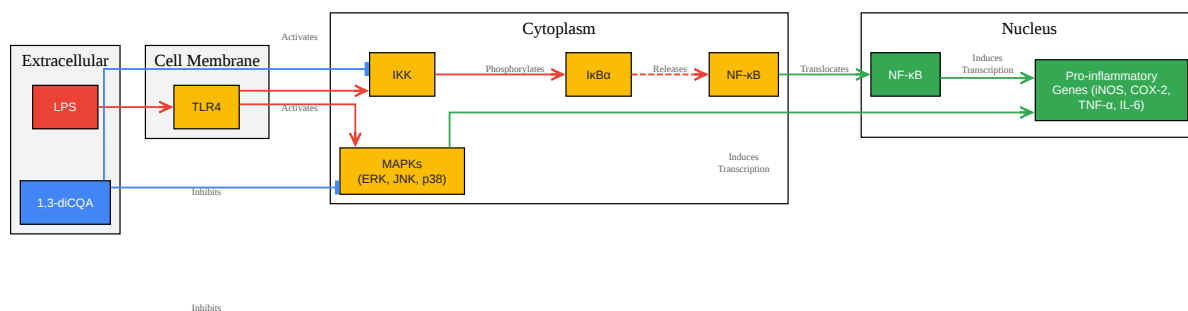 Extracellular
Cell Membrane
Cytoplasm
Nucleus
Activates
LPS
TLR4
IKK
Phosphorylates
IκBα
Releases
NF-κB
Translocates
NF-κB
Induces
Transcription
Pro-inflammatory
Genes (iNOS, COX-2,
TNF-α, IL-6)
Activates
MAPKs
(ERK, JNK, p38)
Induces
Transcription
1,3-diCQA
Inhibits
Inhibits